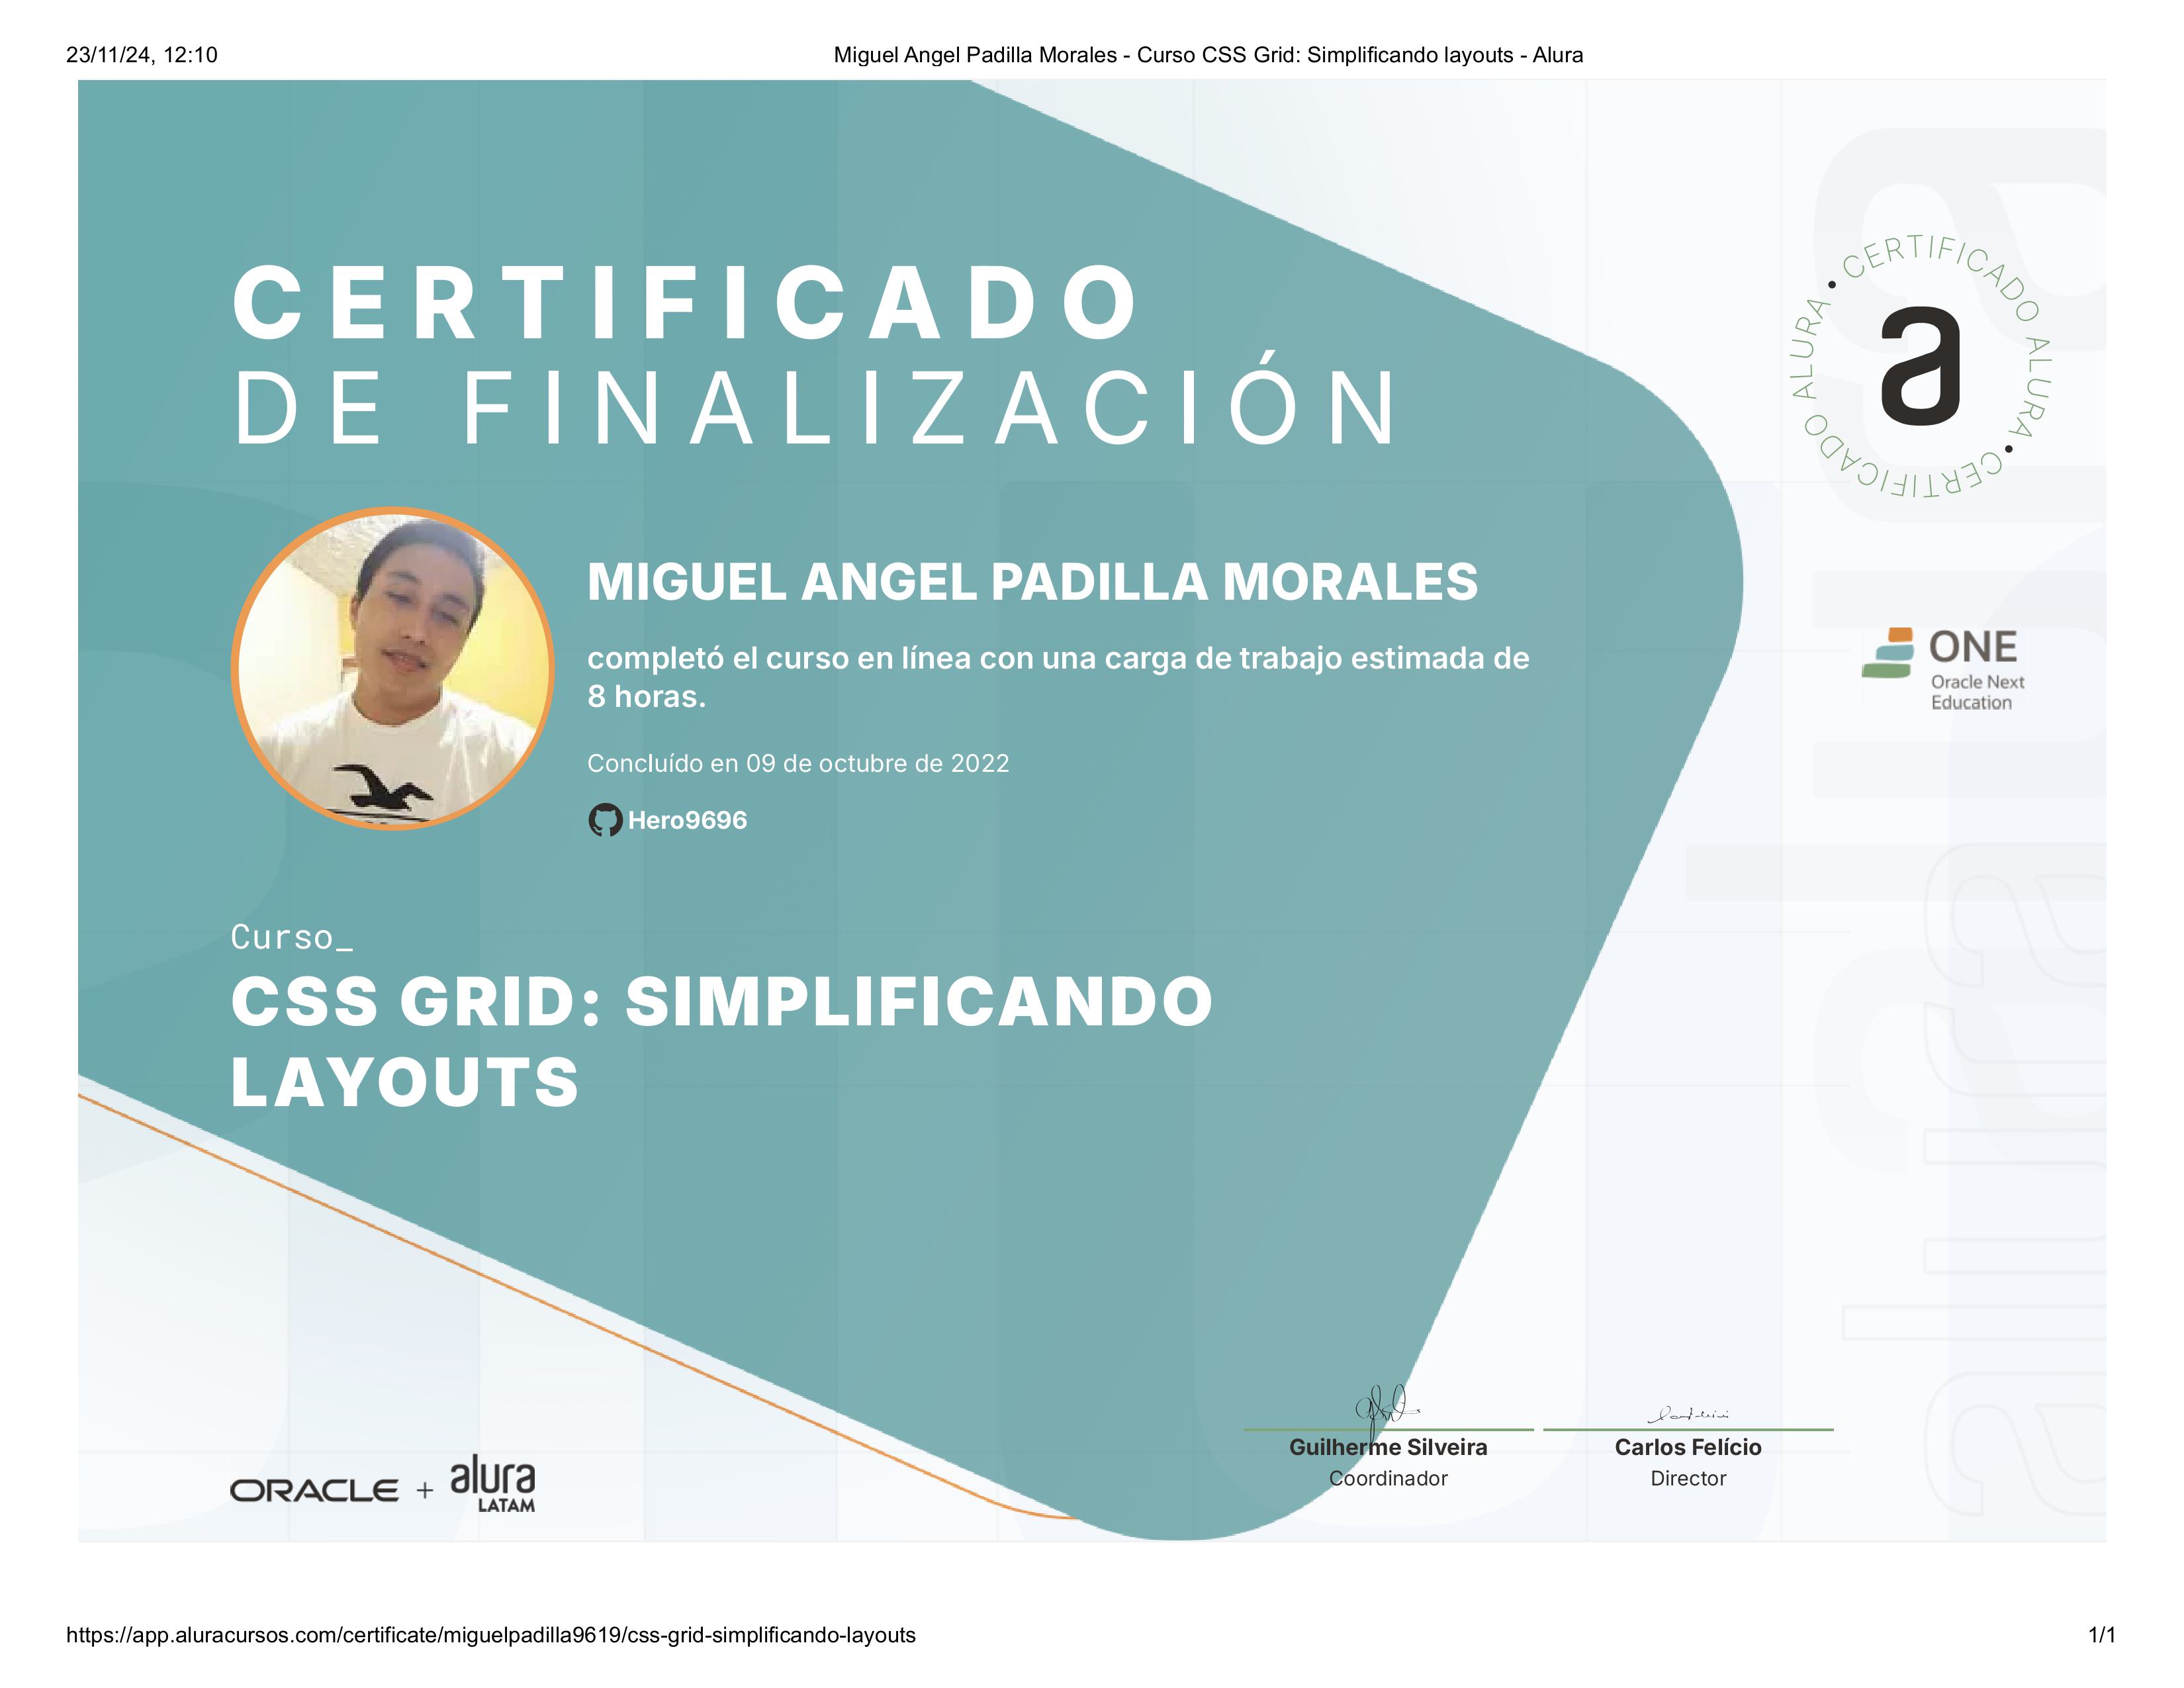 23/11/24, 12:10
Miguel Angel Padilla Morales - Curso CSS Grid: Simplificando layouts - Alura
CERTIFICADO
DE FINALIZACIÓN
CERTIFICADO ALURA • CERTIFICADO ALURA •
a
MIGUEL ANGEL PADILLA MORALES
completó el curso en línea con una carga de trabajo estimada de
8 horas.
Concluído en 09 de octubre de 2022
Hero9696
ONE
Oracle Next
Education
Curso_
CSS GRID: SIMPLIFICANDO
LAYOUTS
alura
ORACLE + alura
LATAM
Guilherme Silveira
Coordinador
Carlos Felício
Director
https://app.aluracursos.com/certificate/miguelpadilla9619/css-grid-simplificando-layouts
1/1